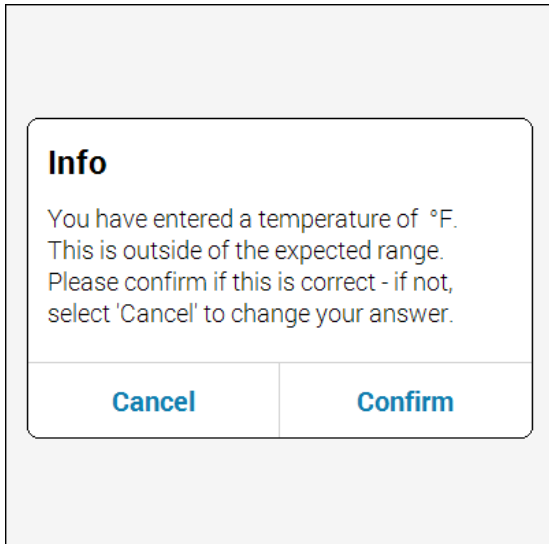 Info
You have entered a temperature of  °F.
This is outside of the expected range.
Please confirm if this is correct - if not,
select 'Cancel' to change your answer.
Cancel
Confirm